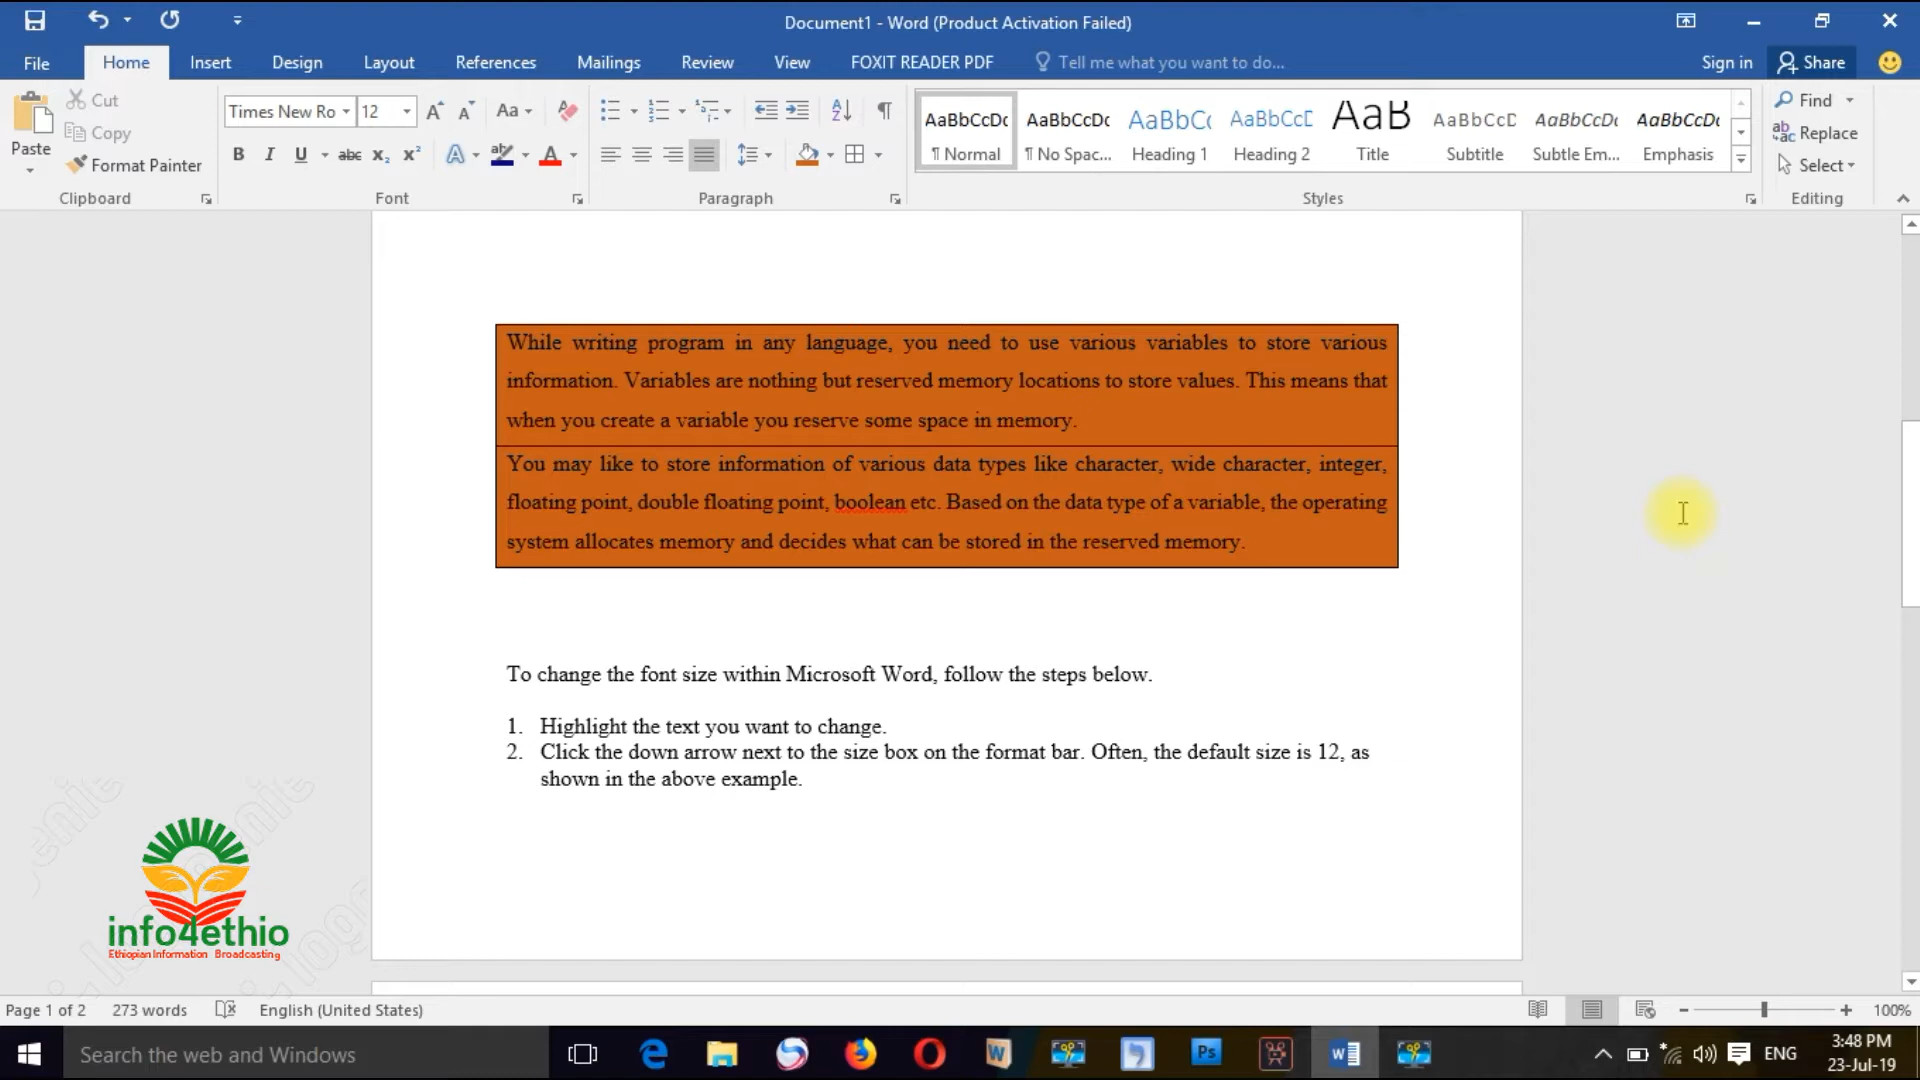 Document1 - Word (Product Activation Failed)
File Home Insert Design Layout References Mailings Review View FOXIT READER PDF Tell me what you want to do... Sign in Share
Cut
Copy
Format Painter
Paste
Clipboard
Times New Ro 12 Aa
B I U abc x₂ x² A A
Font
Paragraph
AaBbCcDc AaBbCcDc AaBbC( AaBbCcE AaB AaBbCcD AaBbCcDc AaBbCcDc
¶ Normal ¶ No Spac... Heading 1 Heading 2 Title Subtitle Subtle Em... Emphasis
Styles
Find
Replace
Select
Editing
While writing program in any language, you need to use various variables to store various
information. Variables are nothing but reserved memory locations to store values. This means that
when you create a variable you reserve some space in memory.
You may like to store information of various data types like character, wide character, integer,
floating point, double floating point, boolean etc. Based on the data type of a variable, the operating
system allocates memory and decides what can be stored in the reserved memory.
To change the font size within Microsoft Word, follow the steps below.
1. Highlight the text you want to change.
2. Click the down arrow next to the size box on the format bar. Often, the default size is 12, as
shown in the above example.
info4ethio
Ethiopian Information Broadcasting
Page 1 of 2 273 words English (United States) 100%
Search the web and Windows
Ps
ENG
3:48 PM
23-Jul-19